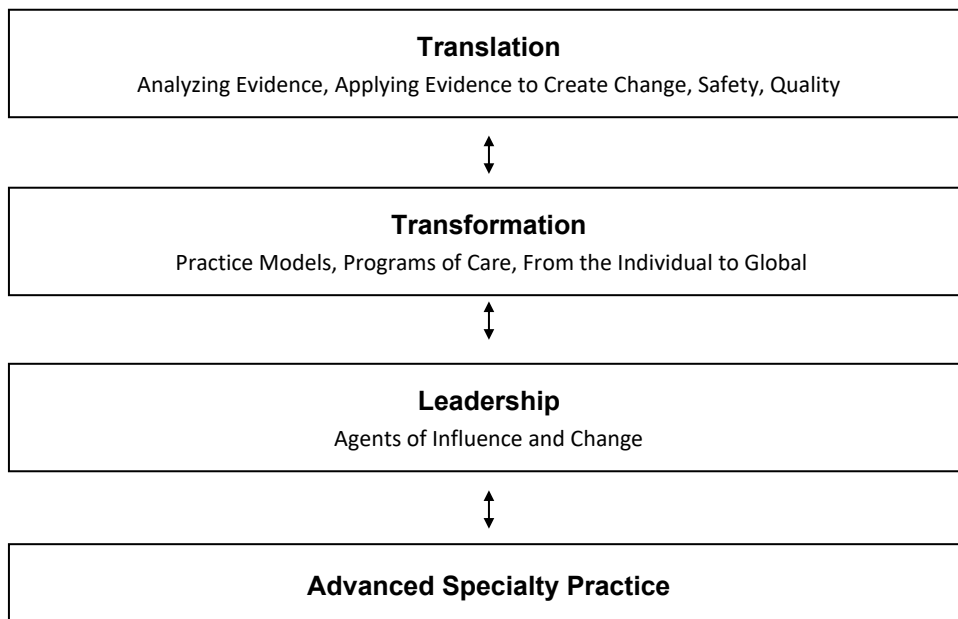 Translation
Analyzing Evidence, Applying Evidence to Create Change, Safety, Quality
Transformation
Practice Models, Programs of Care, From the Individual to Global
Leadership
Agents of Influence and Change
Advanced Specialty Practice